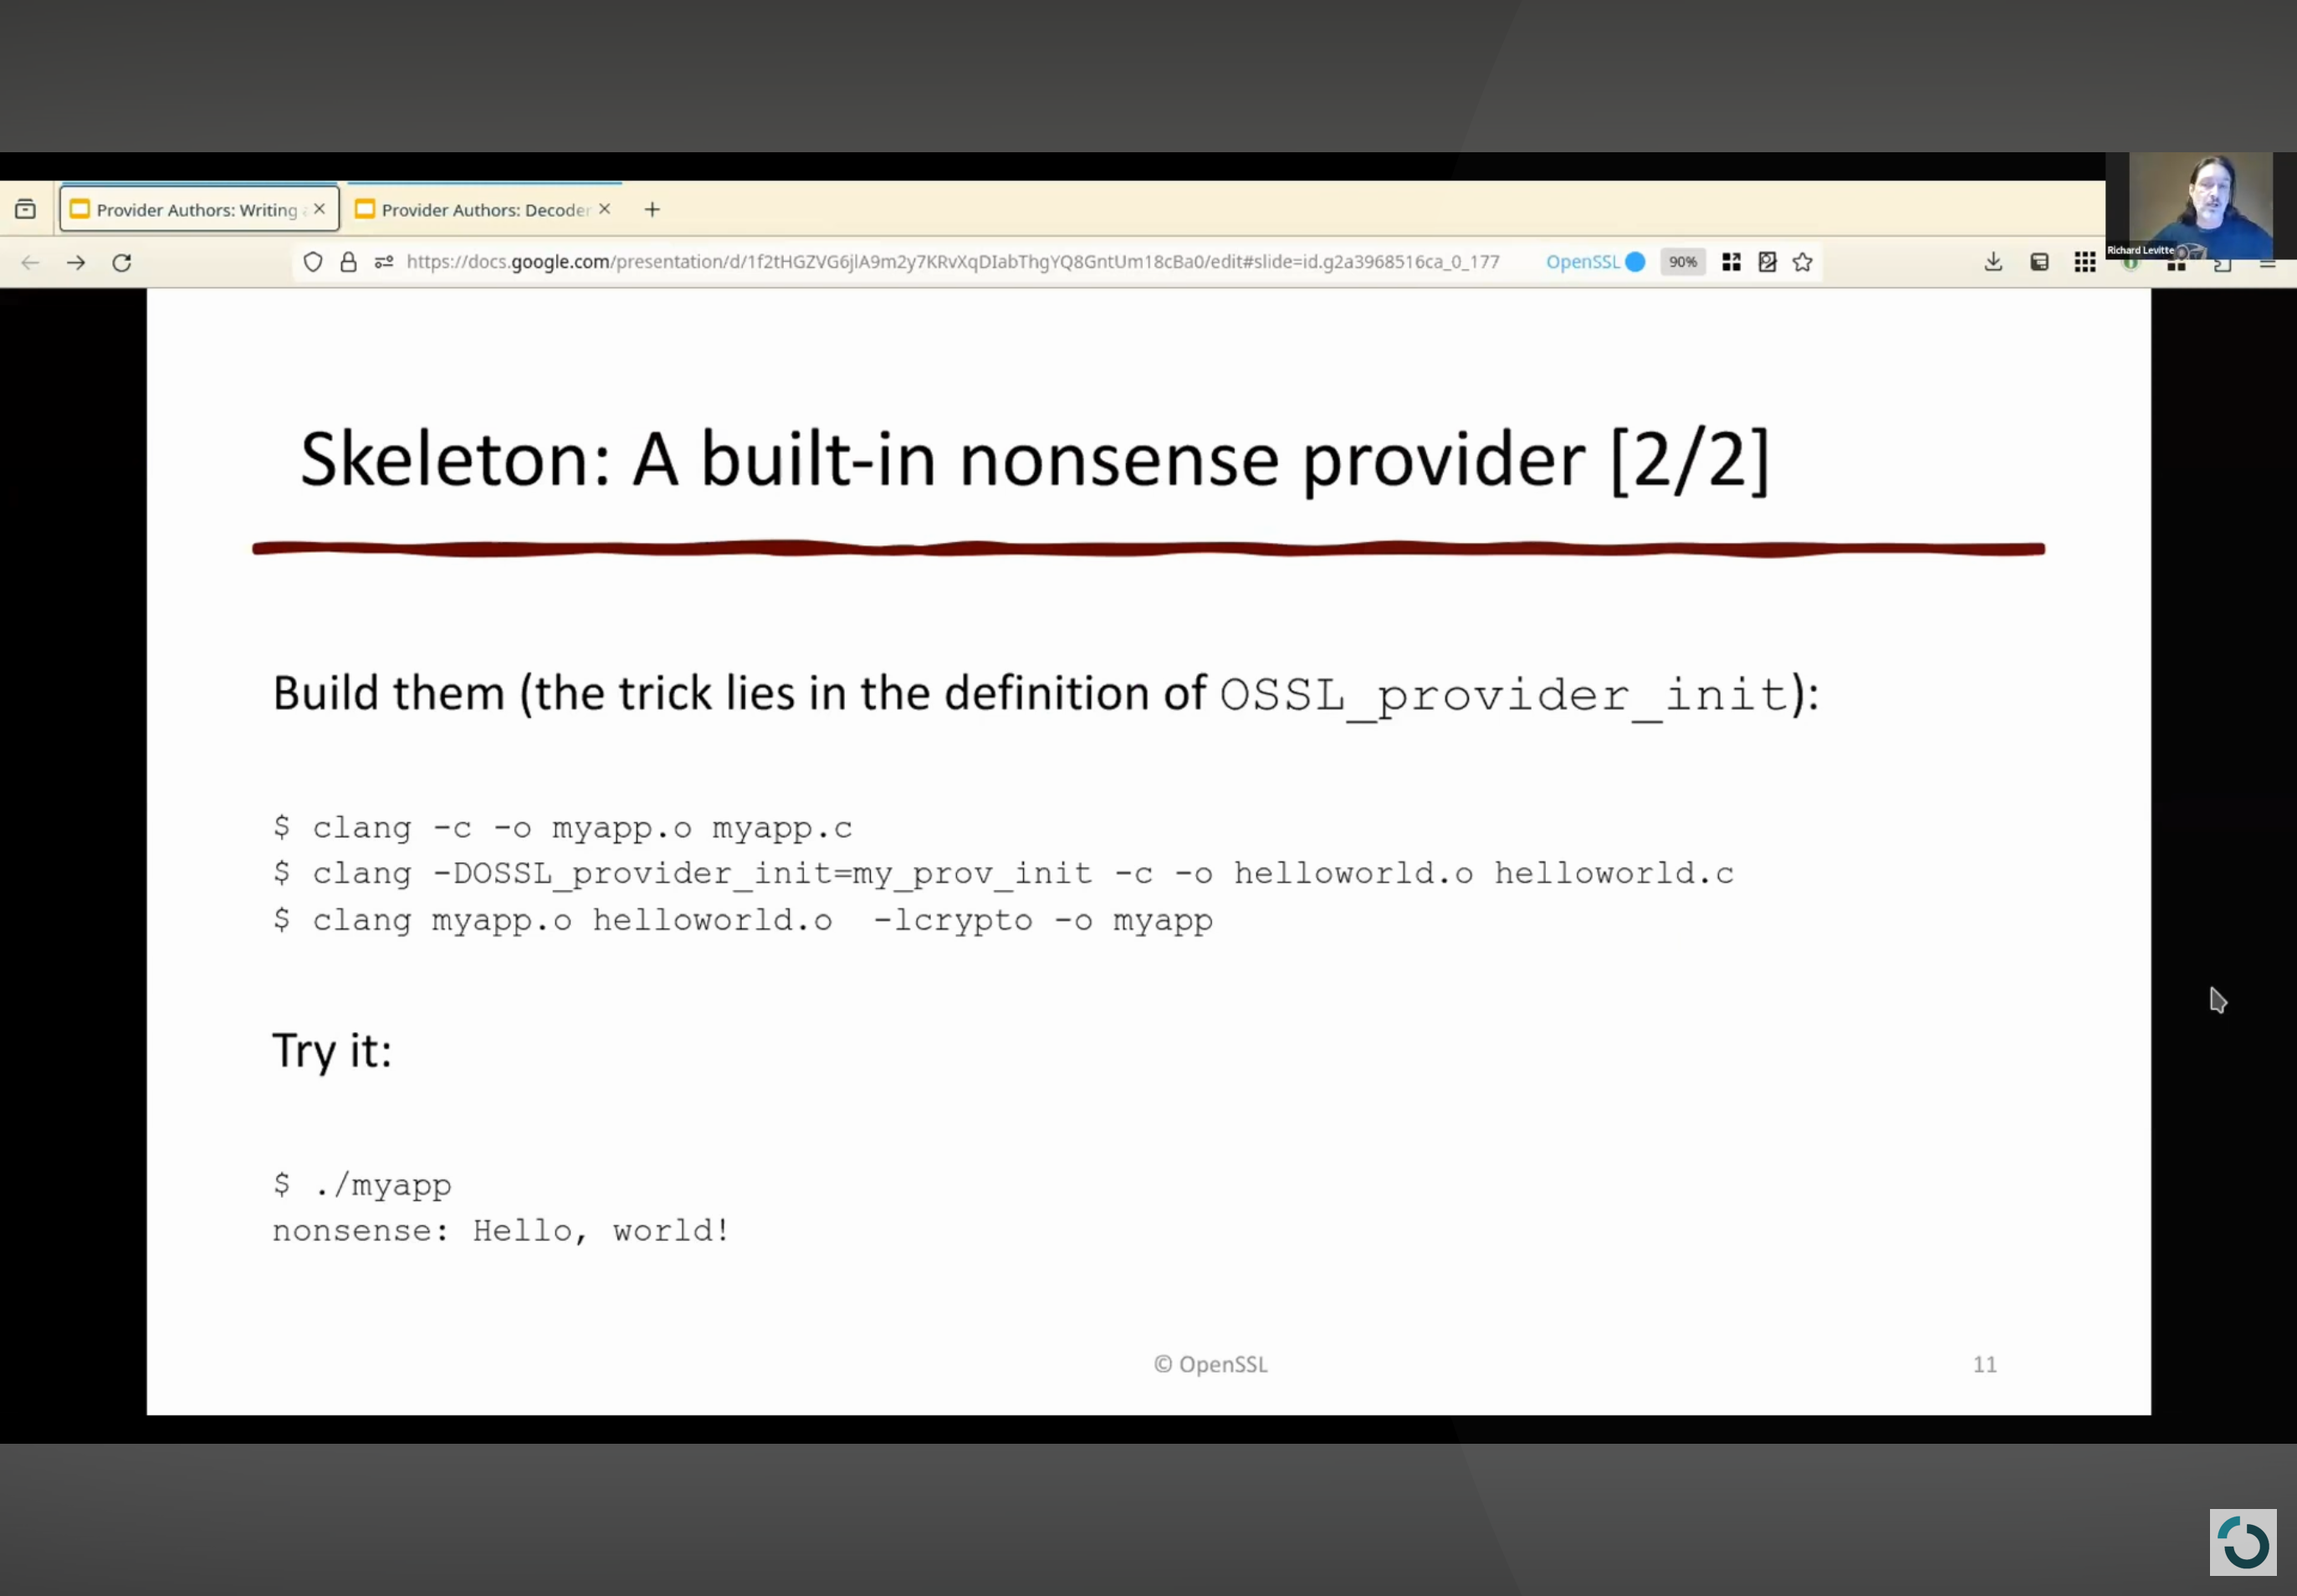 Provider Authors: Writing
Provider Authors: Decoder
https://docs.google.com/presentation/d/1f2tHGZVG6jlA9m2y7KRvXqDIabThgYQ8GntUm18cBa0/edit#slide=id.g2a3968516ca_0_177
OpenSSL
90%
Richard Levitte
Skeleton: A built-in nonsense provider [2/2]
Build them (the trick lies in the definition of OSSL_provider_init):
$ clang -c -o myapp.o myapp.c
$ clang -DOSSL_provider_init=my_prov_init -c -o helloworld.o helloworld.c
$ clang myapp.o helloworld.o  -lcrypto -o myapp
Try it:
$ ./myapp
nonsense: Hello, world!
© OpenSSL
11